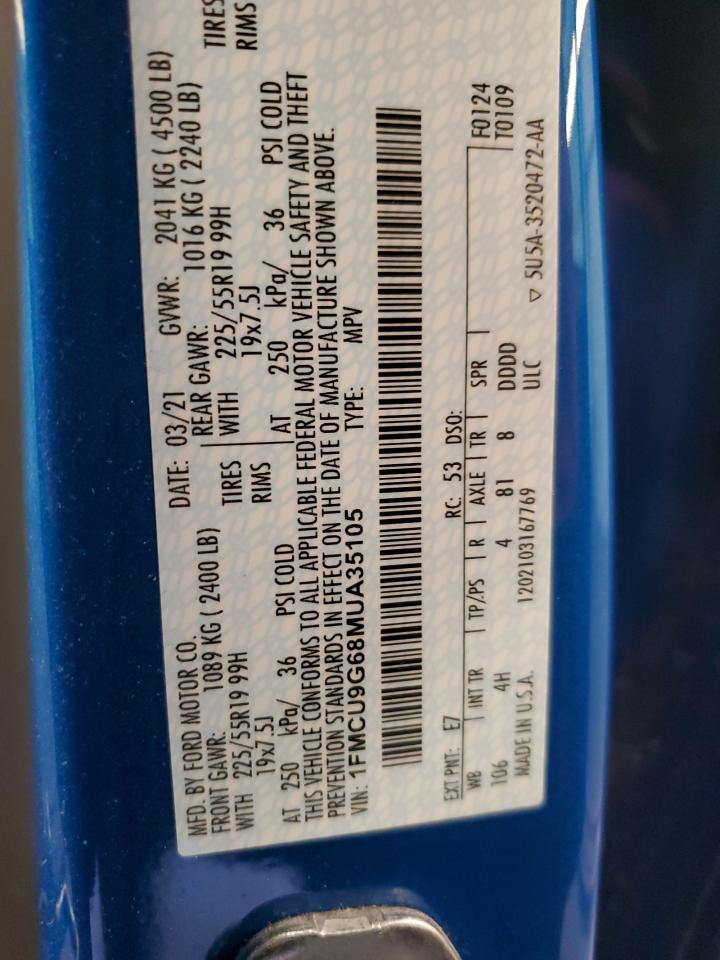 MFD. BY FORD MOTOR CO. DATE: 03/21 GVWR: 2041 KG ( 4500 LB)
FRONT GAWR: 1089 KG ( 2400 LB) REAR GAWR: 1016 KG ( 2240 LB)
WITH 225/55R19 99H TIRES WITH 225/55R19 99H TIRES
19x7.5J RIMS 19x7.5J RIMS
AT 250 kPa/ 36 PSI COLD AT 250 kPa/ 36 PSI COLD
THIS VEHICLE CONFORMS TO ALL APPLICABLE FEDERAL MOTOR VEHICLE SAFETY AND THEFT
PREVENTION STANDARDS IN EFFECT ON THE DATE OF MANUFACTURE SHOWN ABOVE.
VIN: 1FMCU9G68MUA35105 TYPE: MPV
EXT PNT: E7 RC: 53 DSO: F0124
WB INT TR TP/PS R AXLE TR SPR T0109
106 4H 4 81 8 DDDD
MADE IN U.S.A. 1202103167769 ULC ▽ 5U5A-3520472-AA